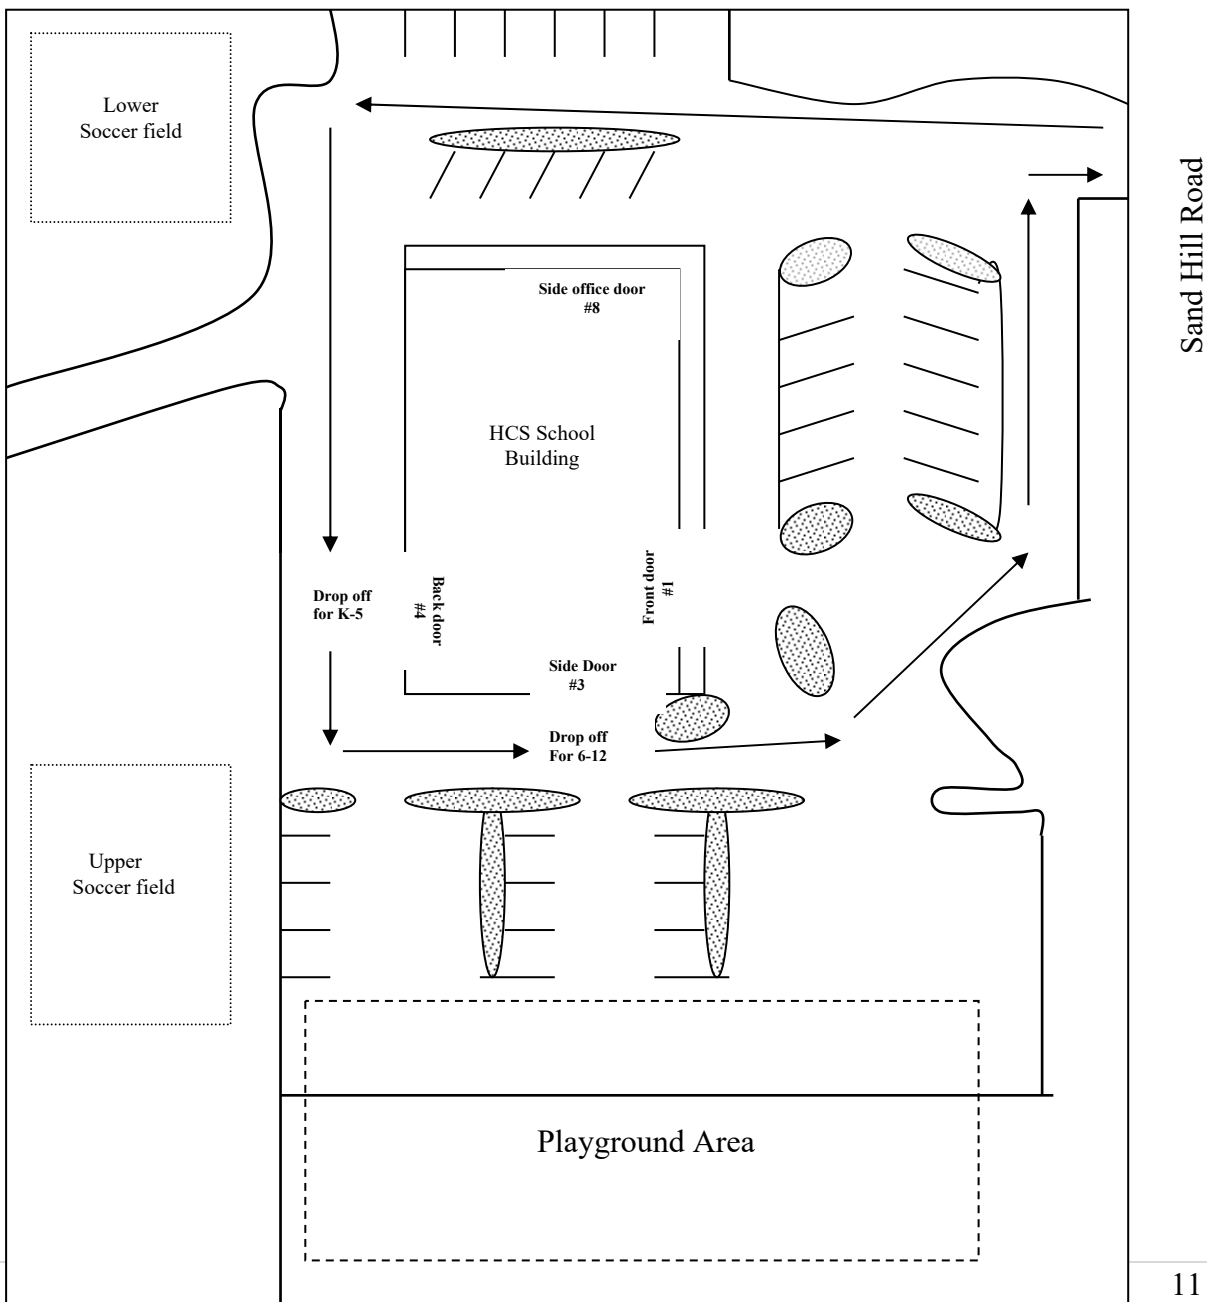 Lower
Soccer field
Sand Hill Road
Side office door
#8
HCS School
Building
Drop off
for K-5
Back door
#4
Front door
#1
Side Door
#3
Drop off
For 6-12
Upper
Soccer field
Playground Area
11